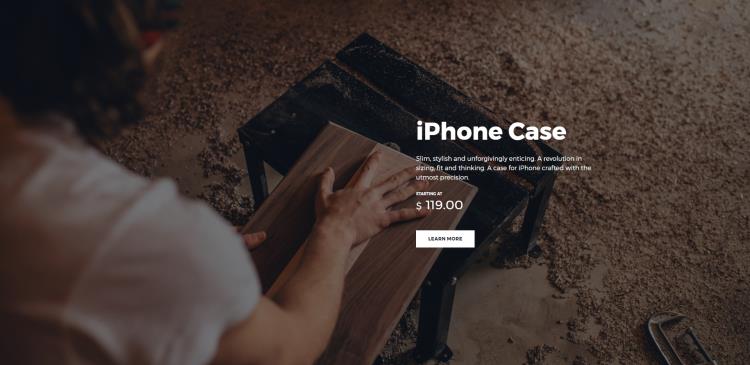 iPhone Case
Slim, stylish and unforgivingly enticing. A revolution in
sizing, fit and thinking. A case for iPhone crafted with the
utmost precision.
STARTING AT
$ 119.00
LEARN MORE